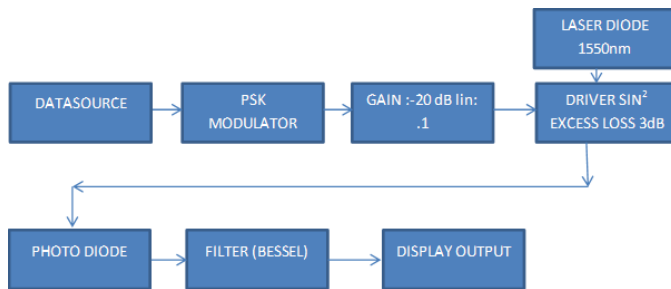 LASER DIODE
1550nm
DATASOURCE
PSK
MODULATOR
GAIN :-20 dB lin:
.1
DRIVER SIN²
EXCESS LOSS 3dB
PHOTO DIODE
FILTER (BESSEL)
DISPLAY OUTPUT